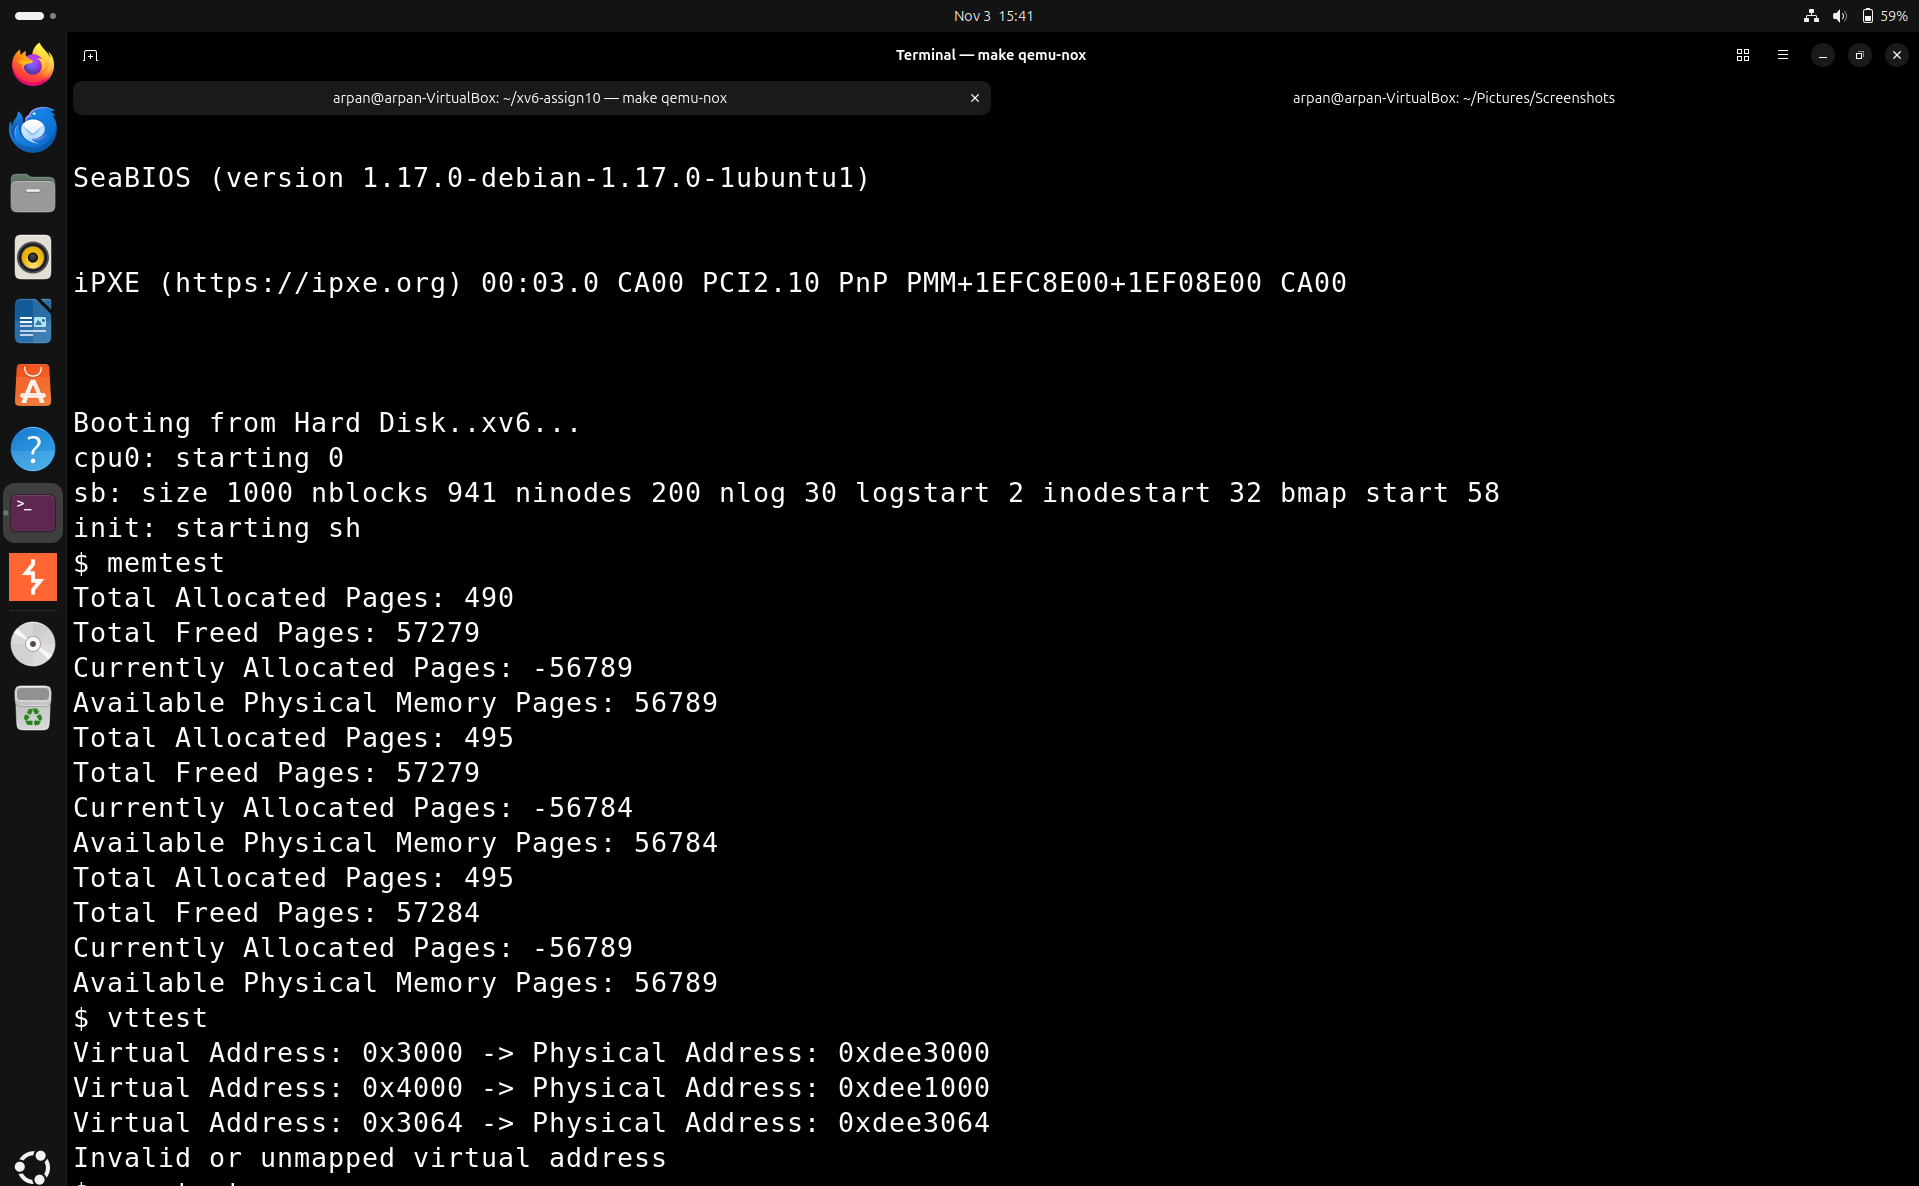 Nov 3 15:41
59%
Terminal — make qemu-nox
arpan@arpan-VirtualBox: ~/xv6-assign10 — make qemu-nox
arpan@arpan-VirtualBox: ~/Pictures/Screenshots
SeaBIOS (version 1.17.0-debian-1.17.0-1ubuntu1)
iPXE (https://ipxe.org) 00:03.0 CA00 PCI2.10 PnP PMM+1EFC8E00+1EF08E00 CA00
Booting from Hard Disk..xv6...
cpu0: starting 0
sb: size 1000 nblocks 941 ninodes 200 nlog 30 logstart 2 inodestart 32 bmap start 58
init: starting sh
$ memtest
Total Allocated Pages: 490
Total Freed Pages: 57279
Currently Allocated Pages: -56789
Available Physical Memory Pages: 56789
Total Allocated Pages: 495
Total Freed Pages: 57279
Currently Allocated Pages: -56784
Available Physical Memory Pages: 56784
Total Allocated Pages: 495
Total Freed Pages: 57284
Currently Allocated Pages: -56789
Available Physical Memory Pages: 56789
$ vttest
Virtual Address: 0x3000 -> Physical Address: 0xdee3000
Virtual Address: 0x4000 -> Physical Address: 0xdee1000
Virtual Address: 0x3064 -> Physical Address: 0xdee3064
Invalid or unmapped virtual address